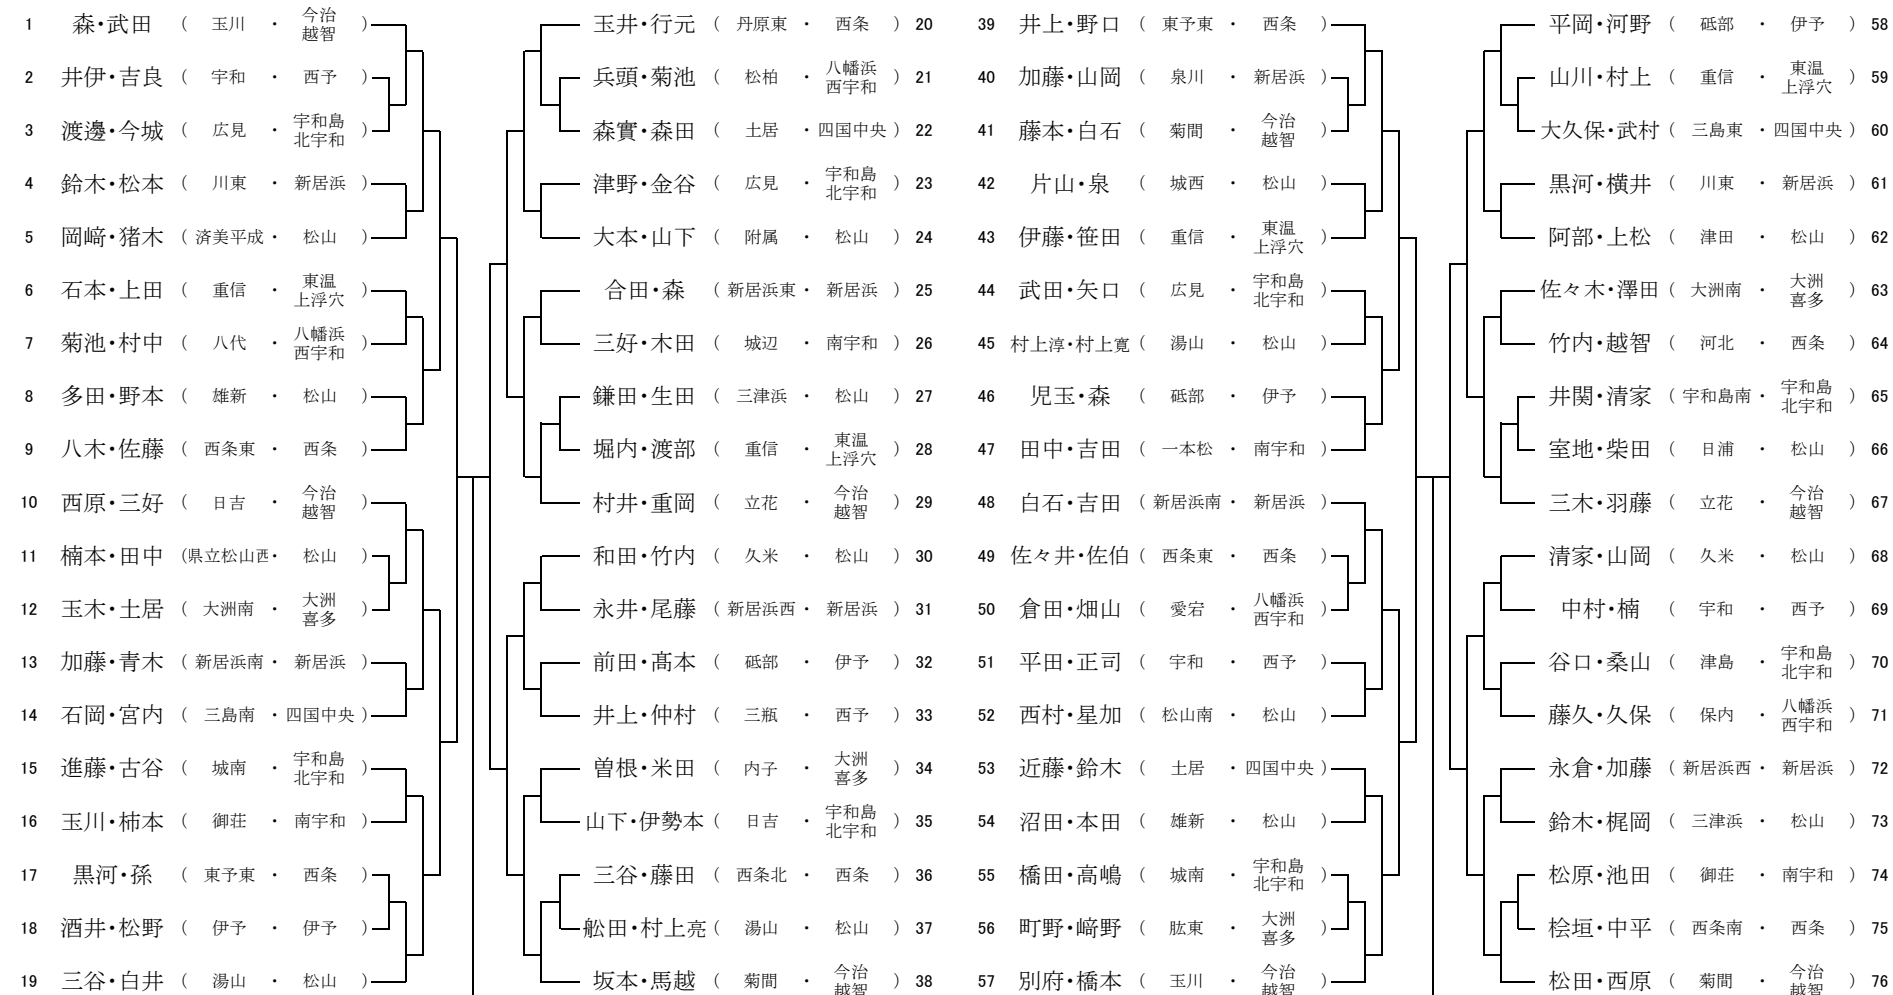 1 森・武田 ( 玉川 ・ 今治 越智 )
2 井伊・吉良 ( 宇和 ・ 西予 )
3 渡邊・今城 ( 広見 ・ 宇和島 北宇和 )
4 鈴木・松本 ( 川東 ・ 新居浜 )
5 岡﨑・猪木 ( 済美平成 ・ 松山 )
6 石本・上田 ( 重信 ・ 東温 上浮穴 )
7 菊池・村中 ( 八代 ・ 八幡浜 西宇和 )
8 多田・野本 ( 雄新 ・ 松山 )
9 八木・佐藤 ( 西条東 ・ 西条 )
10 西原・三好 ( 日吉 ・ 今治 越智 )
11 楠本・田中 (県立松山西・ 松山 )
12 玉木・土居 ( 大洲南 ・ 大洲 喜多 )
13 加藤・青木 ( 新居浜南 ・ 新居浜 )
14 石岡・宮内 ( 三島南 ・ 四国中央 )
15 進藤・古谷 ( 城南 ・ 宇和島 北宇和 )
16 玉川・柿本 ( 御荘 ・ 南宇和 )
17 黒河・孫 ( 東予東 ・ 西条 )
18 酒井・松野 ( 伊予 ・ 伊予 )
19 三谷・白井 ( 湯山 ・ 松山 )
玉井・行元 ( 丹原東 ・ 西条 ) 20
兵頭・菊池 ( 松柏 ・ 八幡浜 西宇和 ) 21
森實・森田 ( 土居 ・ 四国中央 ) 22
津野・金谷 ( 広見 ・ 宇和島 北宇和 ) 23
大本・山下 ( 附属 ・ 松山 ) 24
合田・森 ( 新居浜東 ・ 新居浜 ) 25
三好・木田 ( 城辺 ・ 南宇和 ) 26
鎌田・生田 ( 三津浜 ・ 松山 ) 27
堀内・渡部 ( 重信 ・ 東温 上浮穴 ) 28
村井・重岡 ( 立花 ・ 今治 越智 ) 29
和田・竹内 ( 久米 ・ 松山 ) 30
永井・尾藤 ( 新居浜西 ・ 新居浜 ) 31
前田・髙本 ( 砥部 ・ 伊予 ) 32
井上・仲村 ( 三瓶 ・ 西予 ) 33
曽根・米田 ( 内子 ・ 大洲 喜多 ) 34
山下・伊勢本 ( 日吉 ・ 宇和島 北宇和 ) 35
三谷・藤田 ( 西条北 ・ 西条 ) 36
舩田・村上亮 ( 湯山 ・ 松山 ) 37
坂本・馬越 ( 菊間 ・ 今治 越智 ) 38
39 井上・野口 ( 東予東 ・ 西条 )
40 加藤・山岡 ( 泉川 ・ 新居浜 )
41 藤本・白石 ( 菊間 ・ 今治 越智 )
42 片山・泉 ( 城西 ・ 松山 )
43 伊藤・笹田 ( 重信 ・ 東温 上浮穴 )
44 武田・矢口 ( 広見 ・ 宇和島 北宇和 )
45 村上淳・村上寛 ( 湯山 ・ 松山 )
46 児玉・森 ( 砥部 ・ 伊予 )
47 田中・吉田 ( 一本松 ・ 南宇和 )
48 白石・吉田 ( 新居浜南 ・ 新居浜 )
49 佐々井・佐伯 ( 西条東 ・ 西条 )
50 倉田・畑山 ( 愛宕 ・ 八幡浜 西宇和 )
51 平田・正司 ( 宇和 ・ 西予 )
52 西村・星加 ( 松山南 ・ 松山 )
53 近藤・鈴木 ( 土居 ・ 四国中央 )
54 沼田・本田 ( 雄新 ・ 松山 )
55 橋田・高嶋 ( 城南 ・ 宇和島 北宇和 )
56 町野・﨑野 ( 肱東 ・ 大洲 喜多 )
57 別府・橋本 ( 玉川 ・ 今治 越智 )
平岡・河野 ( 砥部 ・ 伊予 ) 58
山川・村上 ( 重信 ・ 東温 上浮穴 ) 59
大久保・武村 ( 三島東 ・ 四国中央 ) 60
黒河・横井 ( 川東 ・ 新居浜 ) 61
阿部・上松 ( 津田 ・ 松山 ) 62
佐々木・澤田 ( 大洲南 ・ 大洲 喜多 ) 63
竹内・越智 ( 河北 ・ 西条 ) 64
井関・清家 ( 宇和島南 ・ 宇和島 北宇和 ) 65
室地・柴田 ( 日浦 ・ 松山 ) 66
三木・羽藤 ( 立花 ・ 今治 越智 ) 67
清家・山岡 ( 久米 ・ 松山 ) 68
中村・楠 ( 宇和 ・ 西予 ) 69
谷口・桑山 ( 津島 ・ 宇和島 北宇和 ) 70
藤久・久保 ( 保内 ・ 八幡浜 西宇和 ) 71
永倉・加藤 ( 新居浜西 ・ 新居浜 ) 72
鈴木・梶岡 ( 三津浜 ・ 松山 ) 73
松原・池田 ( 御荘 ・ 南宇和 ) 74
桧垣・中平 ( 西条南 ・ 西条 ) 75
松田・西原 ( 菊間 ・ 今治 越智 ) 76